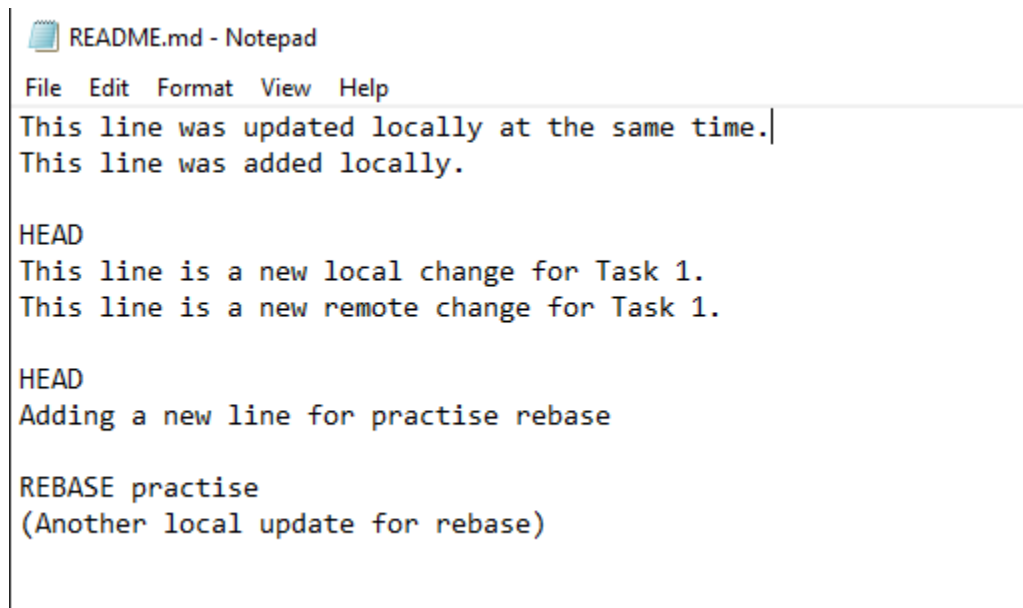 README.md - Notepad
File Edit Format View Help
This line was updated locally at the same time.
This line was added locally.
HEAD
This line is a new local change for Task 1.
This line is a new remote change for Task 1.
HEAD
Adding a new line for practise rebase
REBASE practise
(Another local update for rebase)